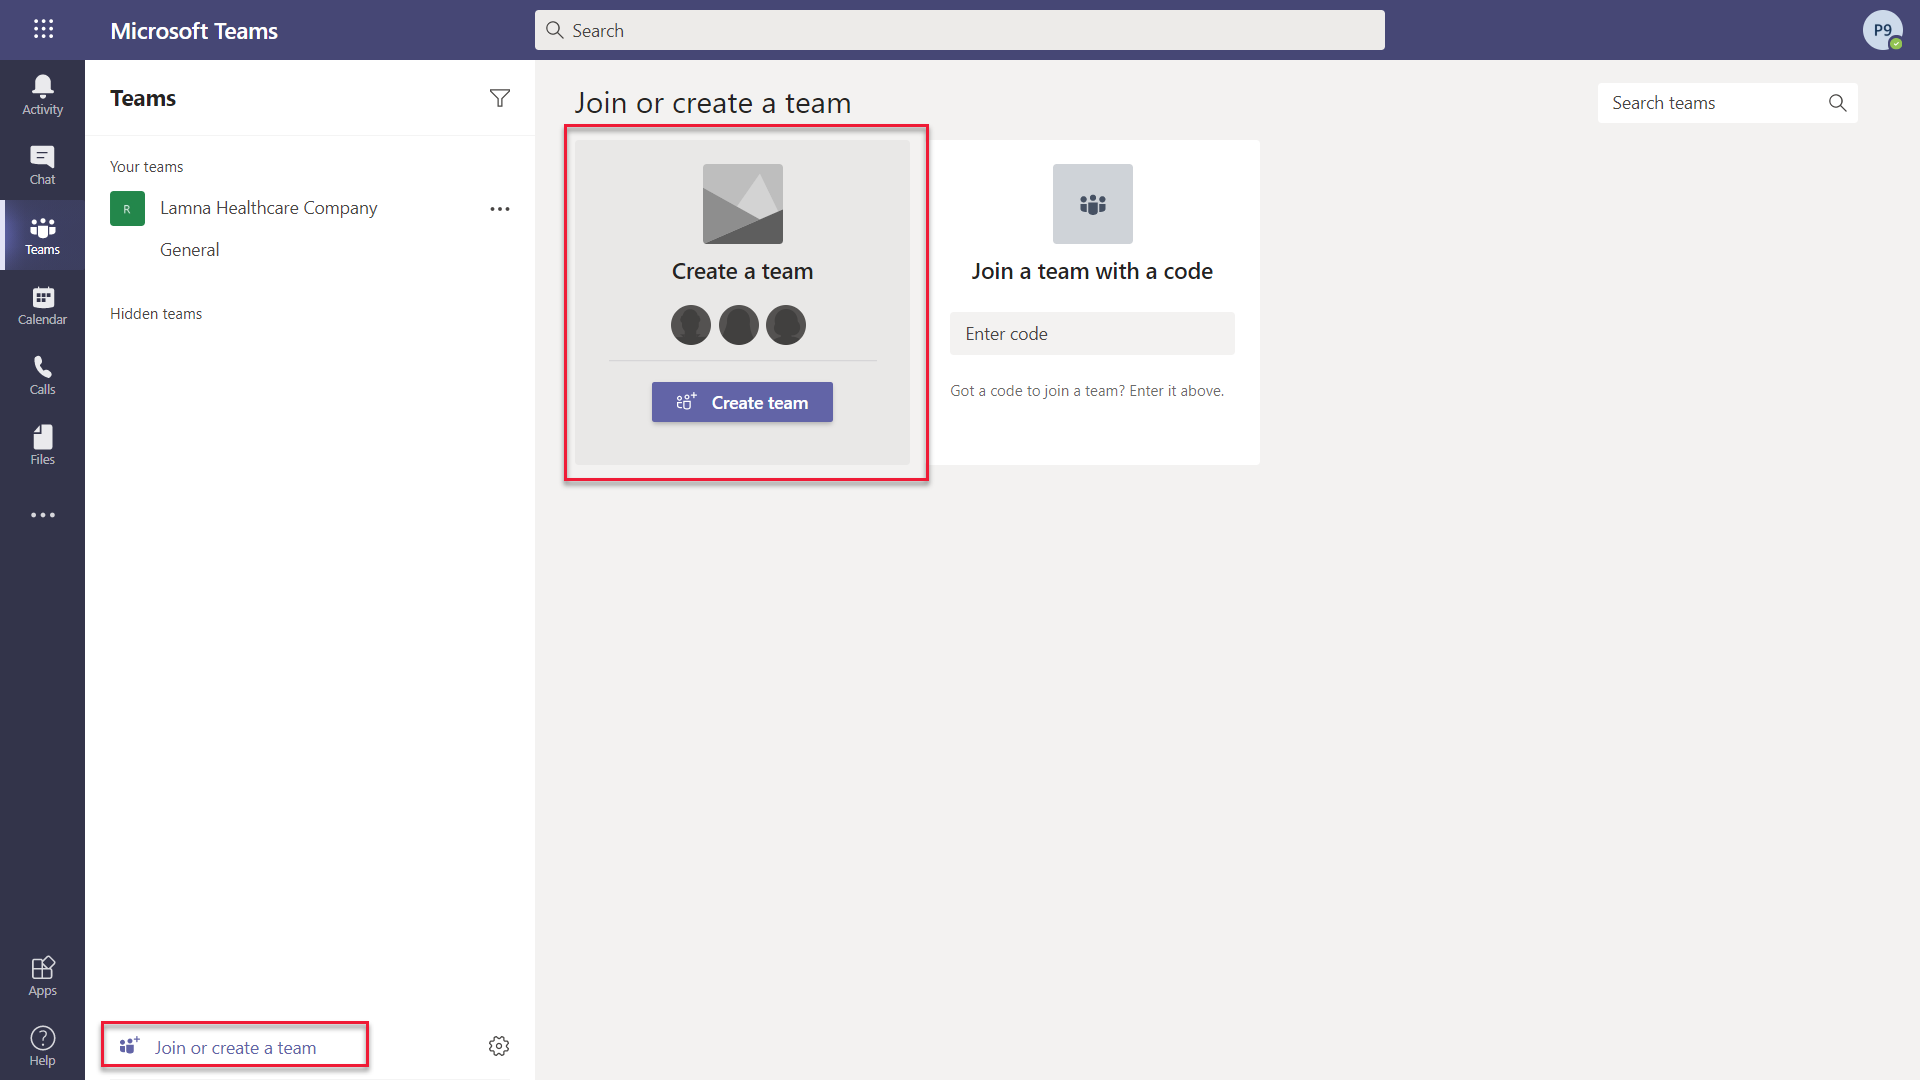 Microsoft Teams
Search
P9
Activity
Chat
Teams
Calendar
Calls
Files
Apps
Help
Teams
Your teams
R
Lamna Healthcare Company
General
Hidden teams
Join or create a team
Join or create a team
Search teams
Create a team
Create team
Join a team with a code
Enter code
Got a code to join a team? Enter it above.